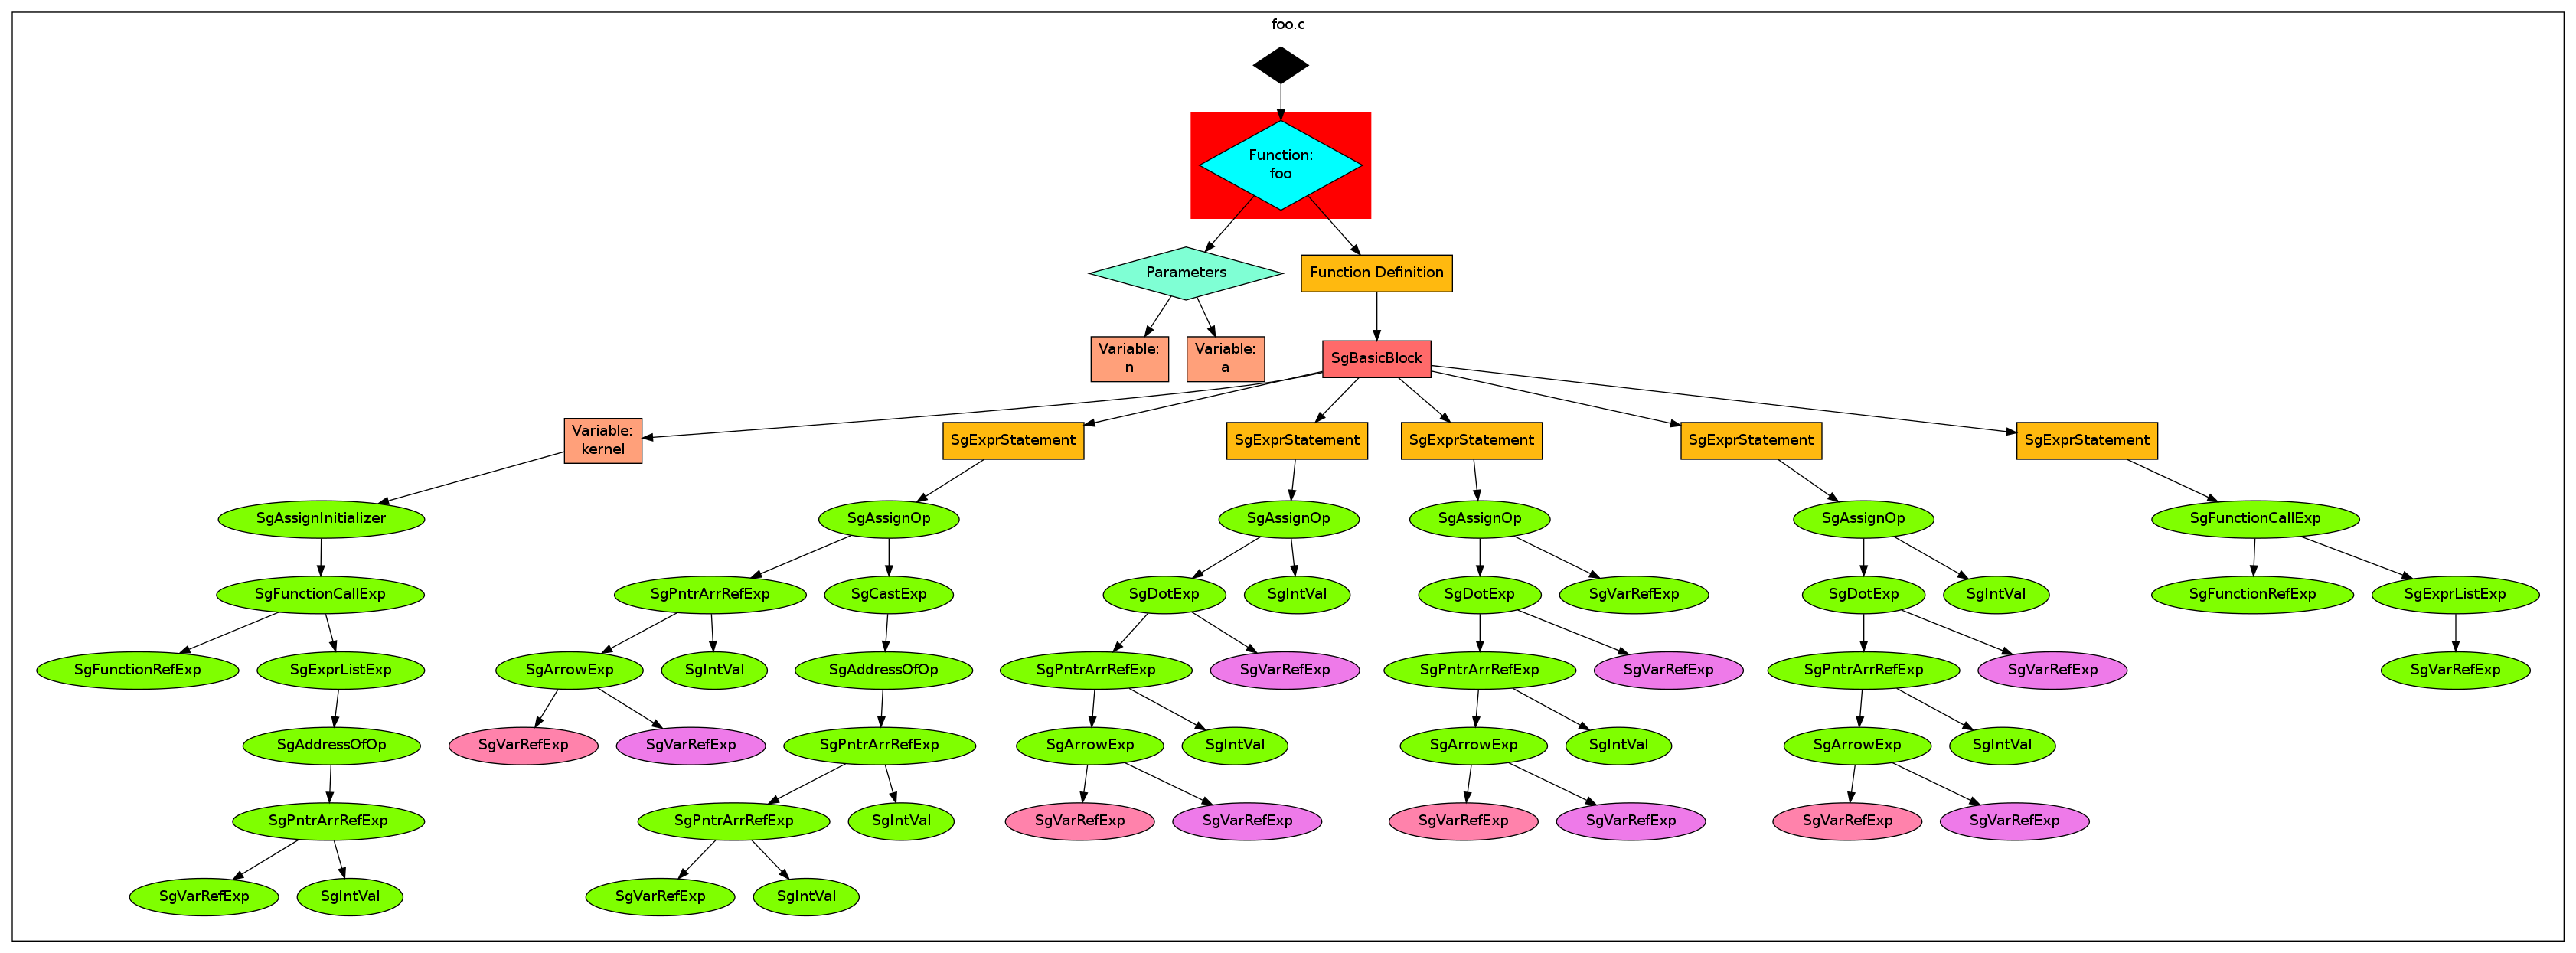 foo.c
Function:
foo
Parameters
Function Definition
Variable:
n
Variable:
a
SgBasicBlock
Variable:
kernel
SgExprStatement
SgExprStatement
SgExprStatement
SgExprStatement
SgExprStatement
SgAssignInitializer
SgAssignOp
SgAssignOp
SgAssignOp
SgAssignOp
SgFunctionCallExp
SgFunctionCallExp
SgPntrArrRefExp
SgCastExp
SgDotExp
SgIntVal
SgDotExp
SgVarRefExp
SgDotExp
SgIntVal
SgFunctionRefExp
SgExprListExp
SgFunctionRefExp
SgExprListExp
SgArrowExp
SgIntVal
SgAddressOfOp
SgPntrArrRefExp
SgVarRefExp
SgPntrArrRefExp
SgVarRefExp
SgPntrArrRefExp
SgVarRefExp
SgVarRefExp
SgAddressOfOp
SgVarRefExp
SgVarRefExp
SgPntrArrRefExp
SgArrowExp
SgIntVal
SgArrowExp
SgIntVal
SgArrowExp
SgIntVal
SgPntrArrRefExp
SgPntrArrRefExp
SgIntVal
SgVarRefExp
SgVarRefExp
SgVarRefExp
SgVarRefExp
SgVarRefExp
SgVarRefExp
SgVarRefExp
SgIntVal
SgVarRefExp
SgIntVal